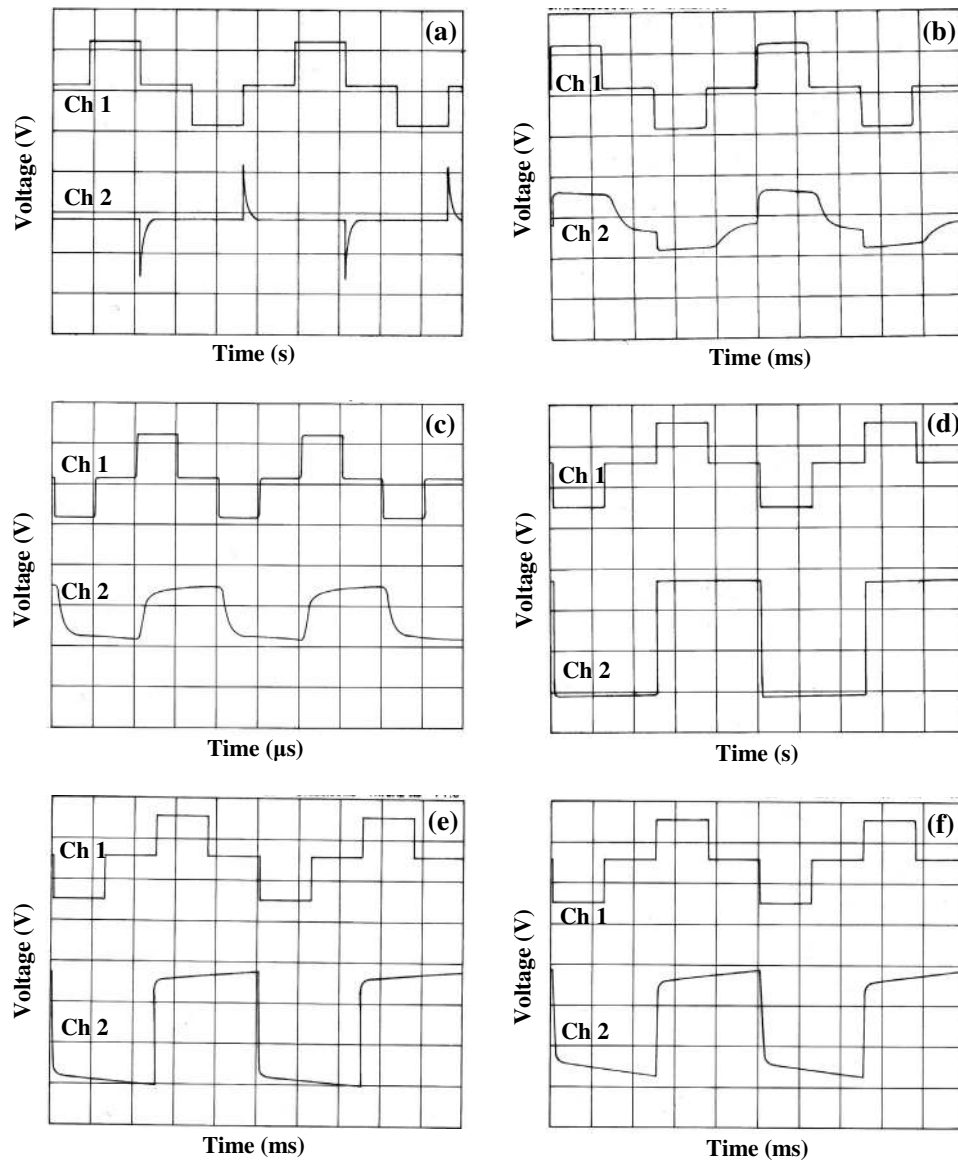 (a)
Ch 1
Ch 2
Voltage (V)
Time (s)
(b)
Ch 1
Ch 2
Voltage (V)
Time (ms)
(c)
Ch 1
Ch 2
Voltage (V)
Time (µs)
(d)
Ch 1
Ch 2
Voltage (V)
Time (s)
(e)
Ch 1
Ch 2
Voltage (V)
Time (ms)
(f)
Ch 1
Ch 2
Voltage (V)
Time (ms)